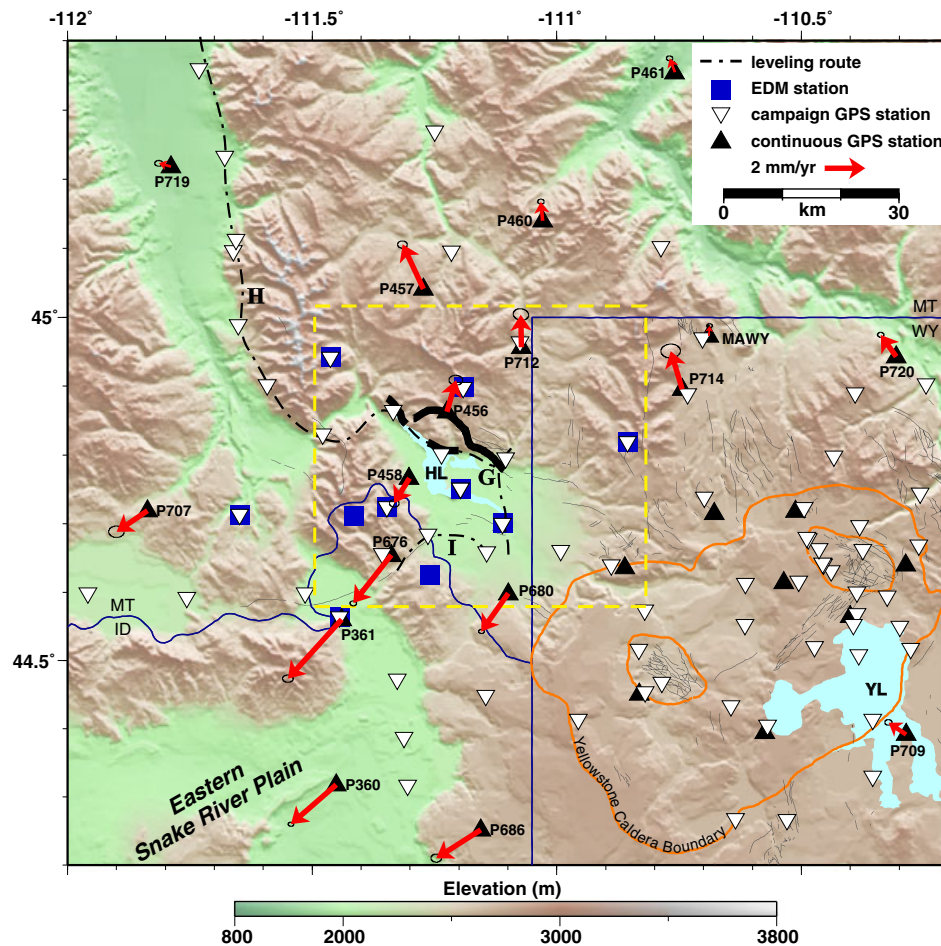 -112
-111.5
-111
-110.5
leveling route
EDM station
campaign GPS station
continuous GPS station
2 mm/yr
0
30
km
P461
P719
P460
P457
H
45
MT
WY
P712
MAWY
P720
P714
P456
P458
HL
G
P707
P676
I
P680
MT
ID
P361
44.5
YL
P709
Eastern
Snake River Plain
P360
P686
Yellowstone Caldera Boundary
Elevation (m)
800
2000
3000
3800